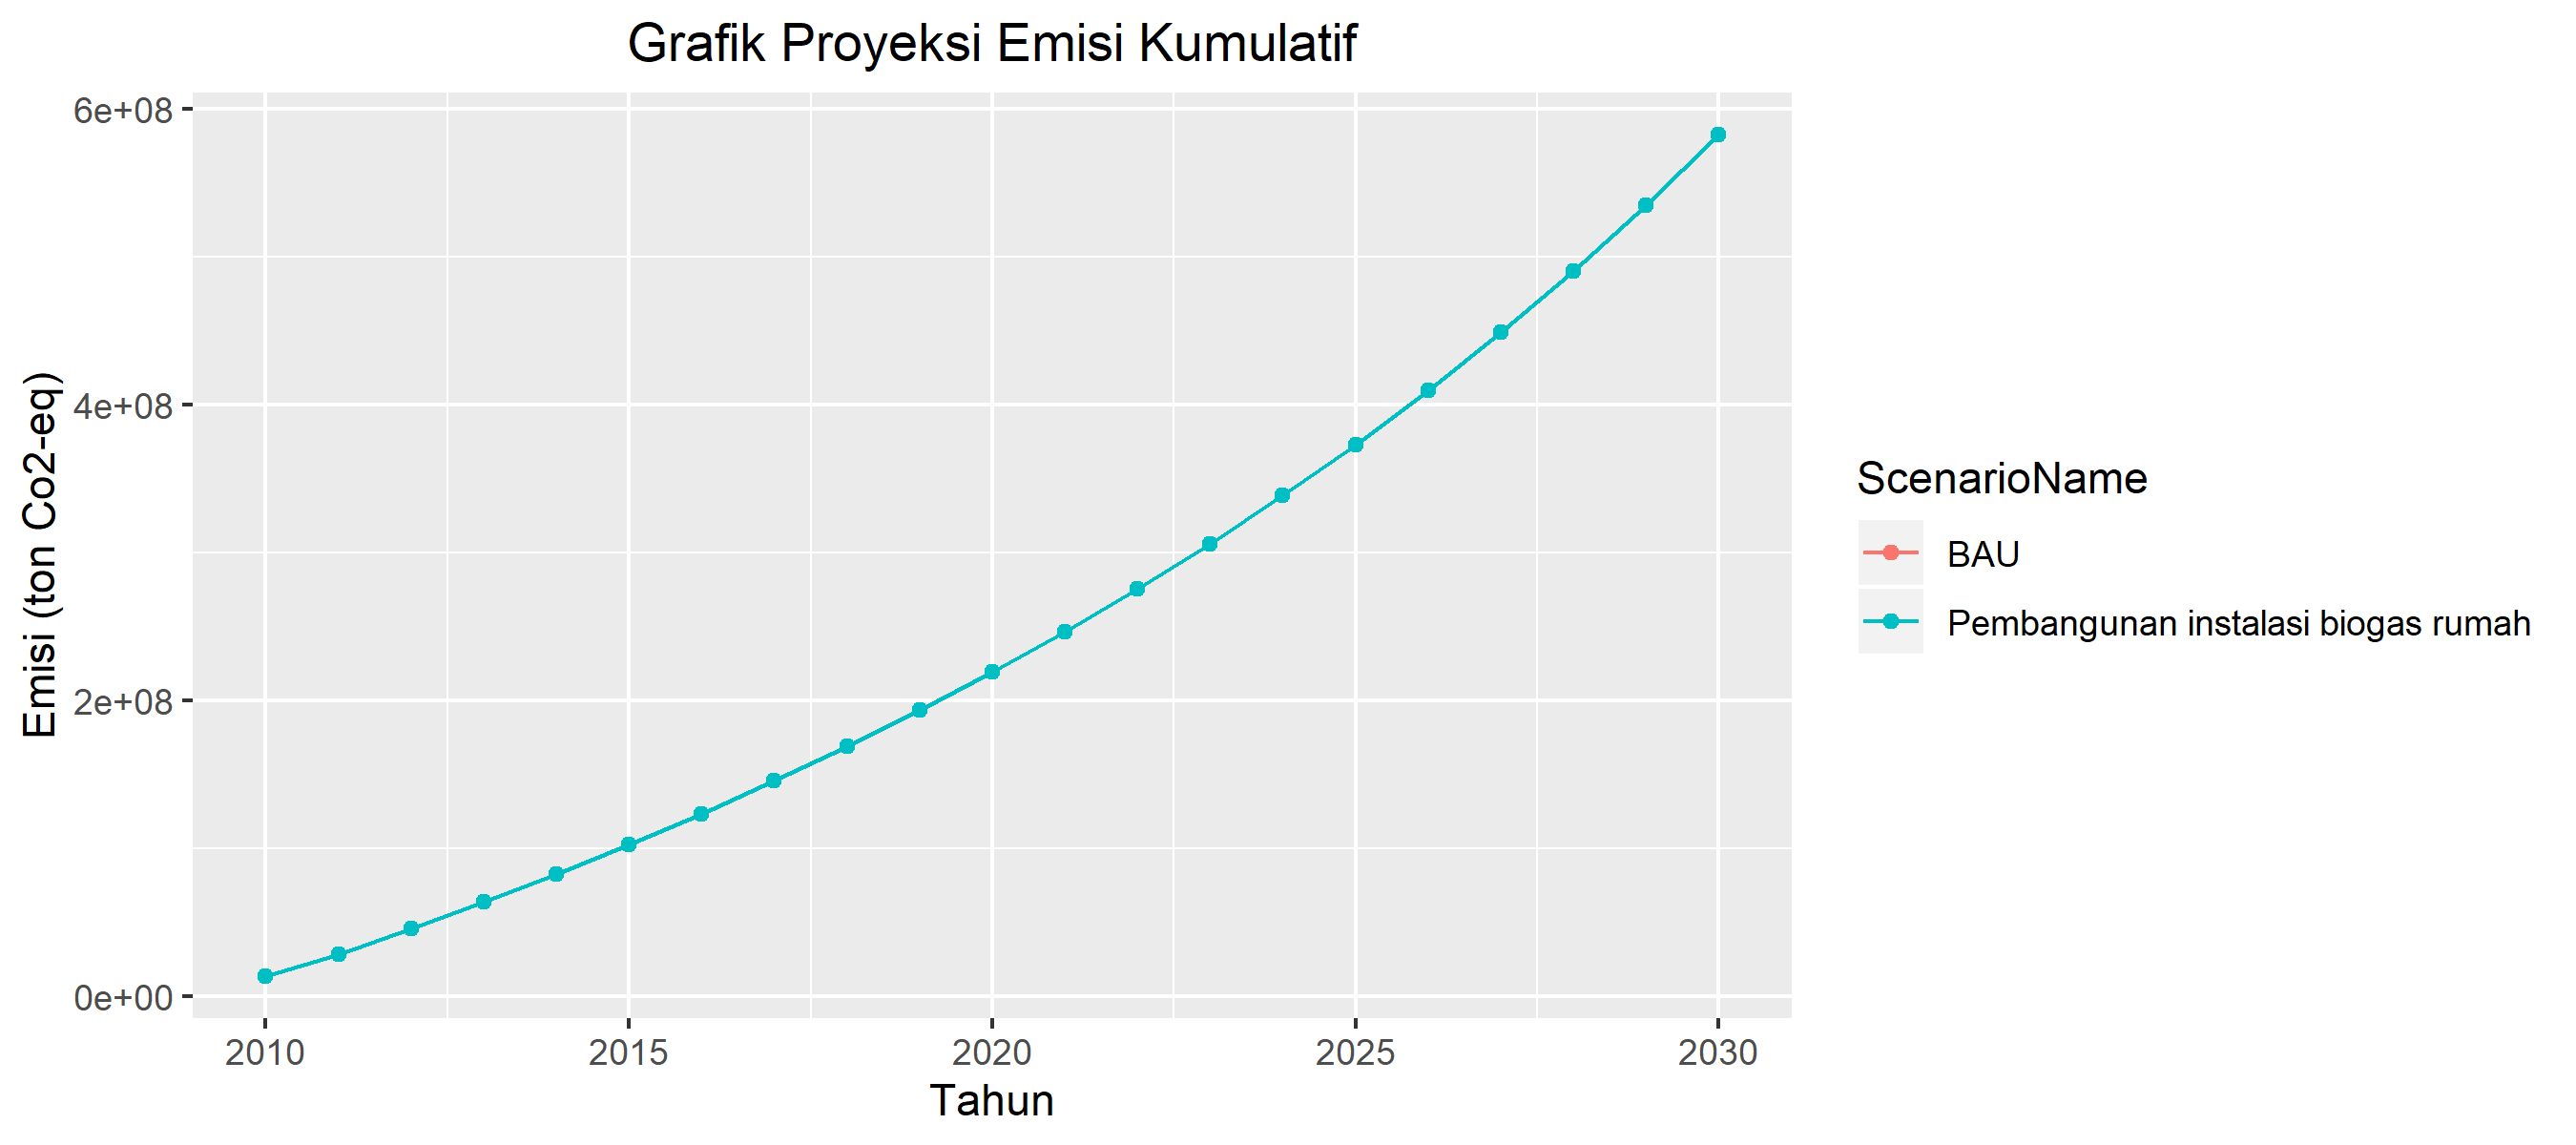 Grafik Proyeksi Emisi Kumulatif
Emisi (ton Co2-eq)
6e+08
4e+08
2e+08
0e+00
2010 2015 2020 2025 2030
Tahun
ScenarioName
BAU
Pembangunan instalasi biogas rumah